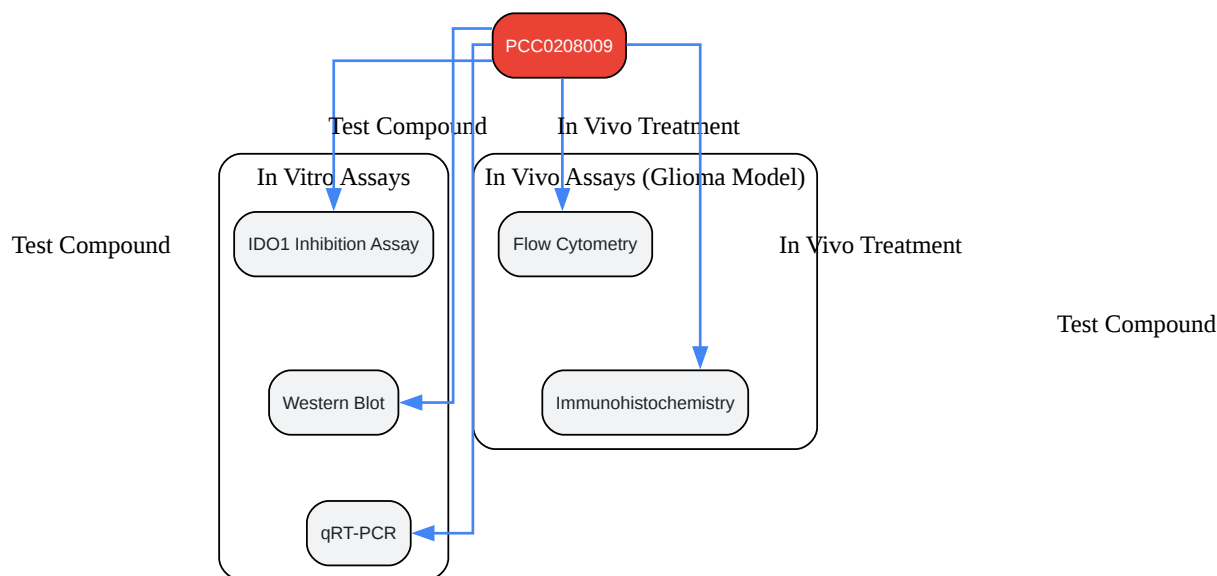 PCC0208009
Test Compound
In Vivo Treatment
In Vitro Assays
In Vivo Assays (Glioma Model)
Test Compound
IDO1 Inhibition Assay
Flow Cytometry
In Vivo Treatment
Test Compound
Western Blot
Immunohistochemistry
qRT-PCR